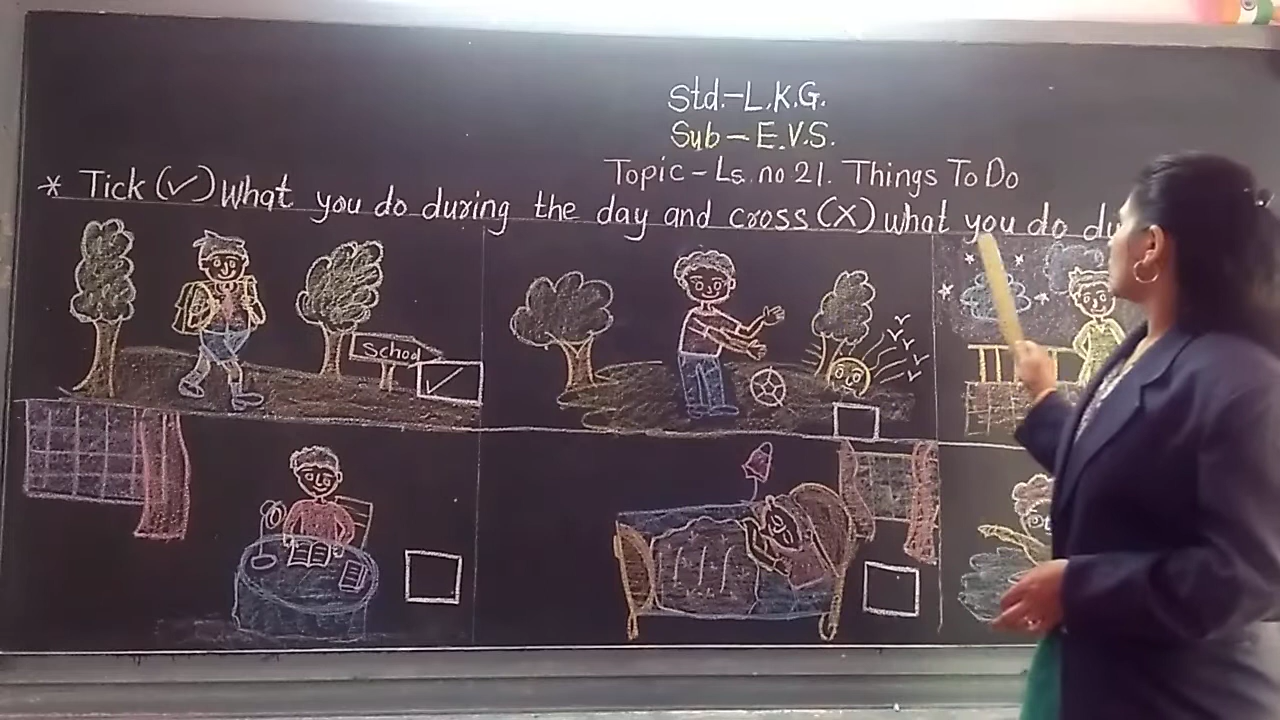 Std.-L.K.G.
Sub-E.V.S.
Topic-Ls. no 21. Things To Do
* Tick (✓) What you do during the day and cross (X) what you do du
School
✓